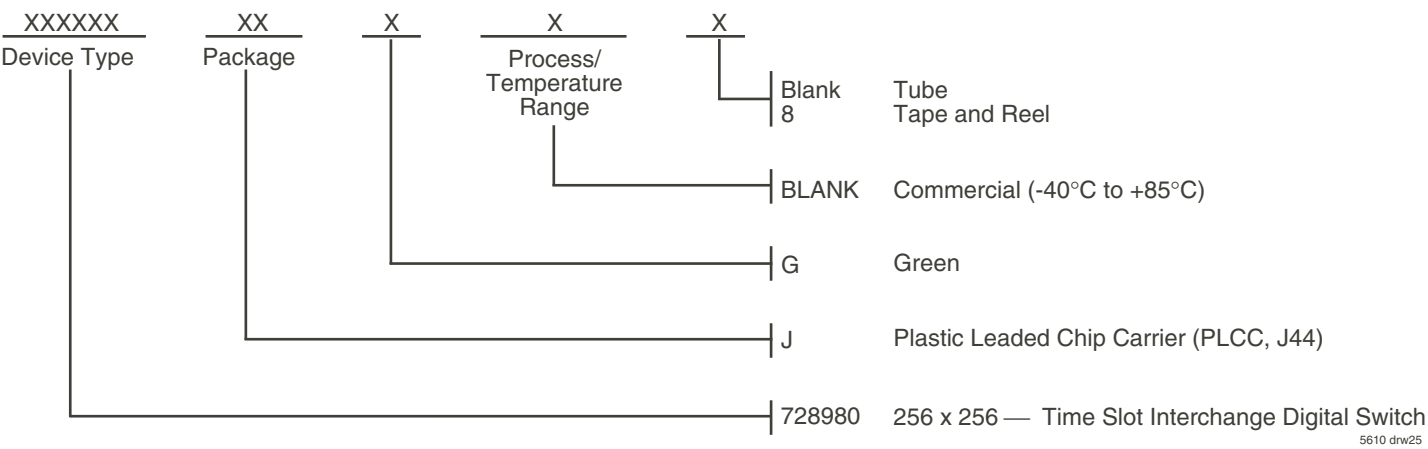 XXXXXX XX X X X
Device Type Package Process/
Temperature
Range
Blank Tube
8 Tape and Reel
BLANK Commercial (-40°C to +85°C)
G Green
J Plastic Leaded Chip Carrier (PLCC, J44)
728980 256 x 256 — Time Slot Interchange Digital Switch
5610 drw25